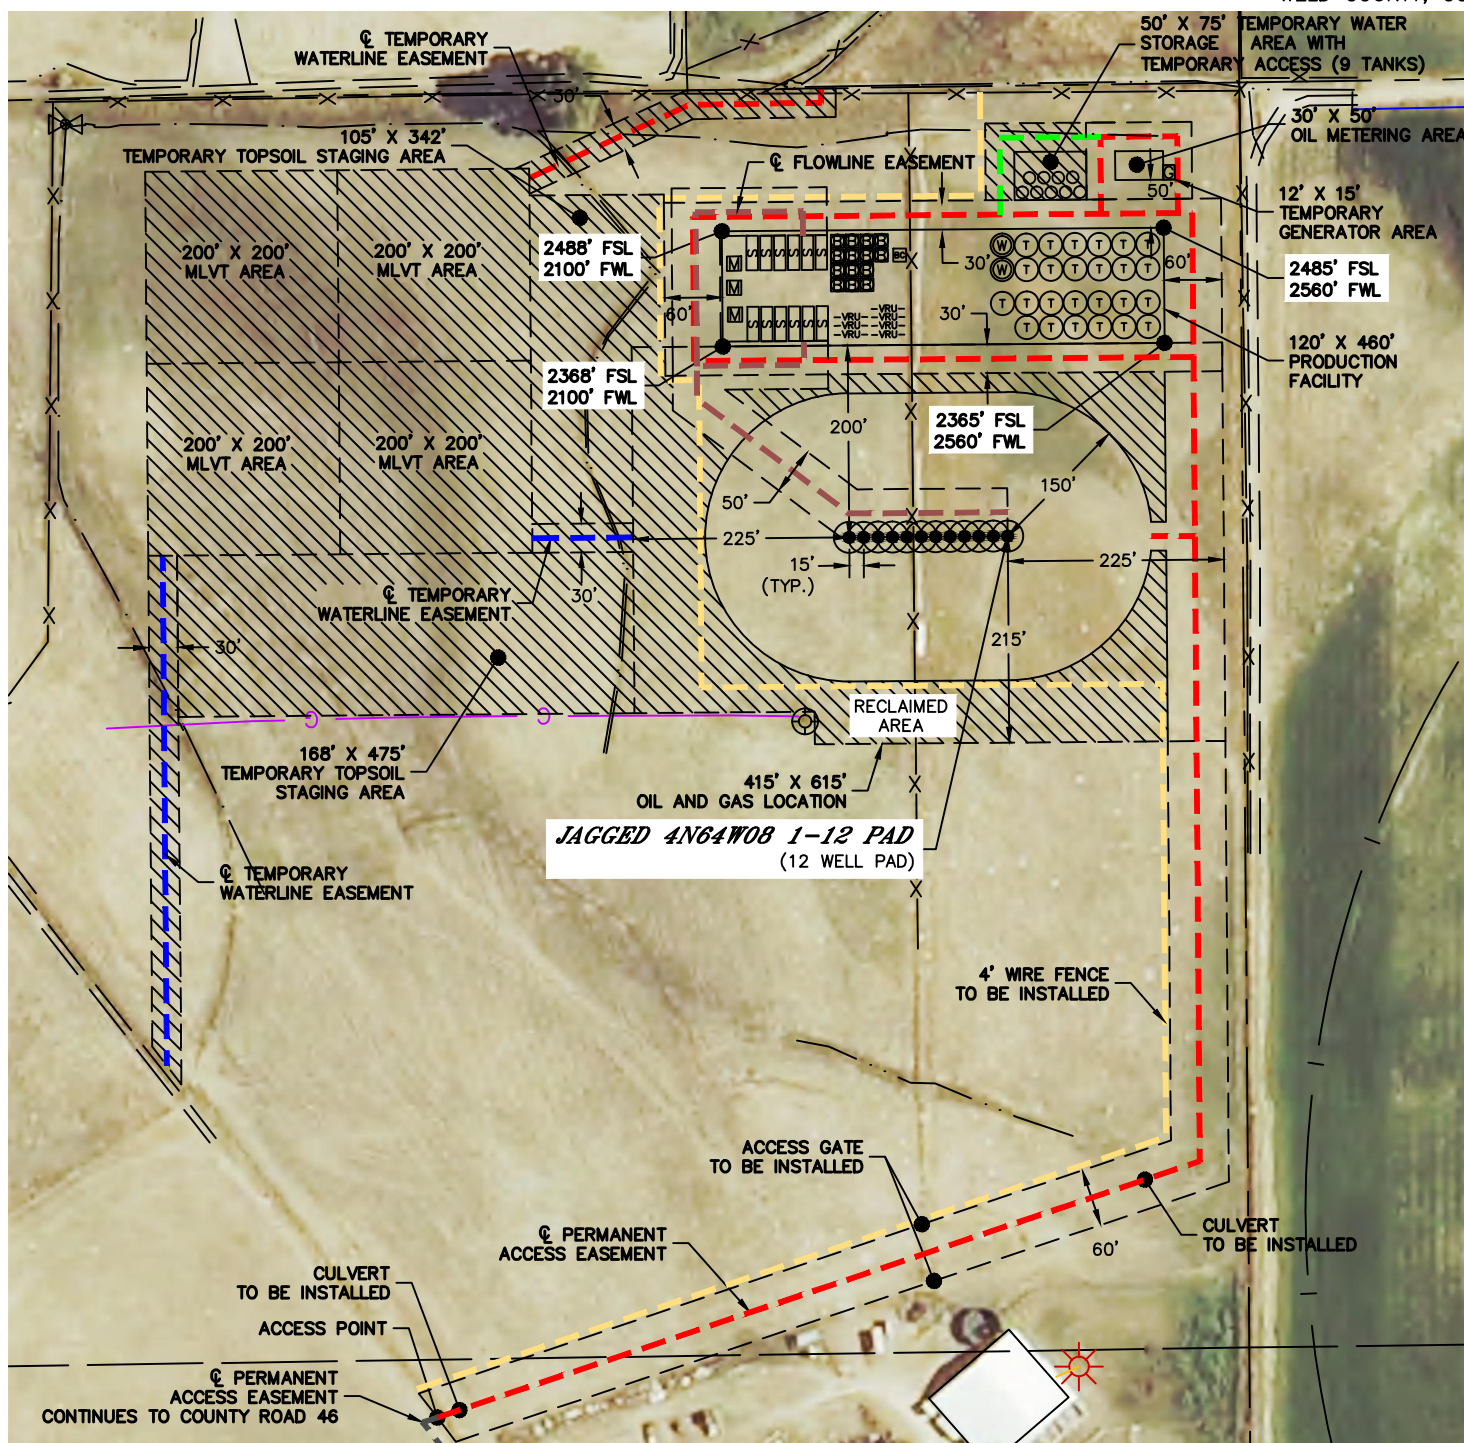 ℄ TEMPORARY
WATERLINE EASEMENT
50' X 75' TEMPORARY WATER
STORAGE AREA WITH
TEMPORARY ACCESS (9 TANKS)
30'
30' X 50'
OIL METERING AREA
105' X 342'
TEMPORARY TOPSOIL STAGING AREA
℄ FLOWLINE EASEMENT
G
50'
12' X 15'
TEMPORARY
GENERATOR AREA
200' X 200'
MLVT AREA
200' X 200'
MLVT AREA
2488' FSL
2100' FWL
M
M
M
S S S S S S
B B B B
B B B B
B B B
B B B
BC
30'
W T T T T T T
W T T T T T T
60'
2485' FSL
2560' FWL
60'
S S S S S S
-VRU- -VRU-
-VRU- -VRU-
-VRU-
30'
T T T T T T T
T T T T T T
120' X 460'
PRODUCTION
FACILITY
2368' FSL
2100' FWL
2365' FSL
2560' FWL
200'
200' X 200'
MLVT AREA
200' X 200'
MLVT AREA
50'
150'
225'
15'
(TYP.)
225'
℄ TEMPORARY
WATERLINE EASEMENT
30'
30'
215'
RECLAIMED
AREA
168' X 475'
TEMPORARY TOPSOIL
STAGING AREA
415' X 615'
OIL AND GAS LOCATION
JAGGED 4N64W08 1-12 PAD
(12 WELL PAD)
℄ TEMPORARY
WATERLINE EASEMENT
4' WIRE FENCE
TO BE INSTALLED
ACCESS GATE
TO BE INSTALLED
℄ PERMANENT
ACCESS EASEMENT
60'
CULVERT
TO BE INSTALLED
CULVERT
TO BE INSTALLED
ACCESS POINT
℄ PERMANENT
ACCESS EASEMENT
CONTINUES TO COUNTY ROAD 46